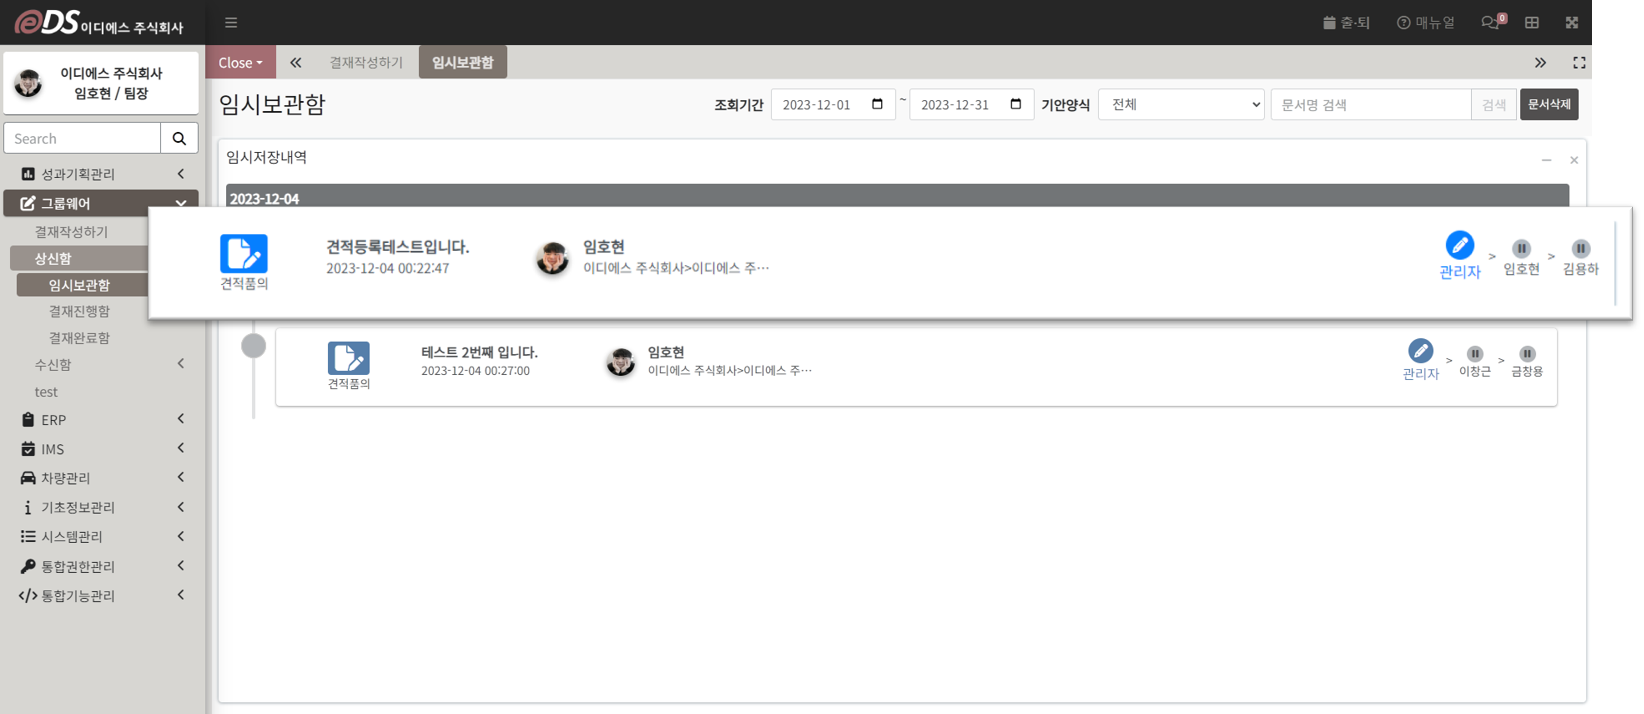 eDS 이디에스 주식회사
출·퇴
매뉴얼
0
이디에스 주식회사
임호현 / 팀장
Search
성과기획관리
그룹웨어
결재작성하기
상신함
임시보관함
결재진행함
결재완료함
수신함
test
ERP
IMS
차량관리
기초정보관리
시스템관리
통합권한관리
통합기능관리
Close
결재작성하기
임시보관함
임시보관함
조회기간 2023-12-01 ~ 2023-12-31 기안양식 전체 문서명 검색 검색 문서삭제
임시저장내역
2023-12-04
견적품의
견적등록테스트입니다.
2023-12-04 00:22:47
임호현
이디에스 주식회사>이디에스 주···
관리자 > 임호현 > 김용하
견적품의
테스트 2번째 입니다.
2023-12-04 00:27:00
임호현
이디에스 주식회사>이디에스 주···
관리자 > 이창근 > 금창용